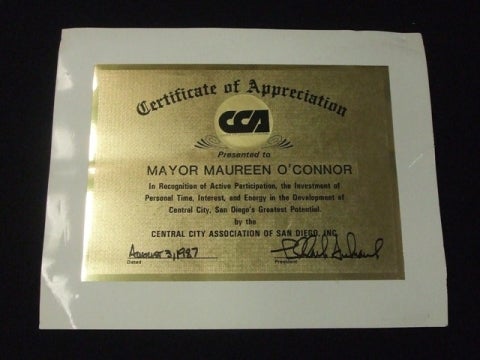 Certificate of Appreciation
CCA
Presented to
MAYOR MAUREEN O'CONNOR
In Recognition of Active Participation, the Investment of
Personal Time, Interest, and Energy in the Development of
Central City, San Diego's Greatest Potential.
by the
CENTRAL CITY ASSOCIATION OF SAN DIEGO, INC.
August 3, 1987
Dated:
President